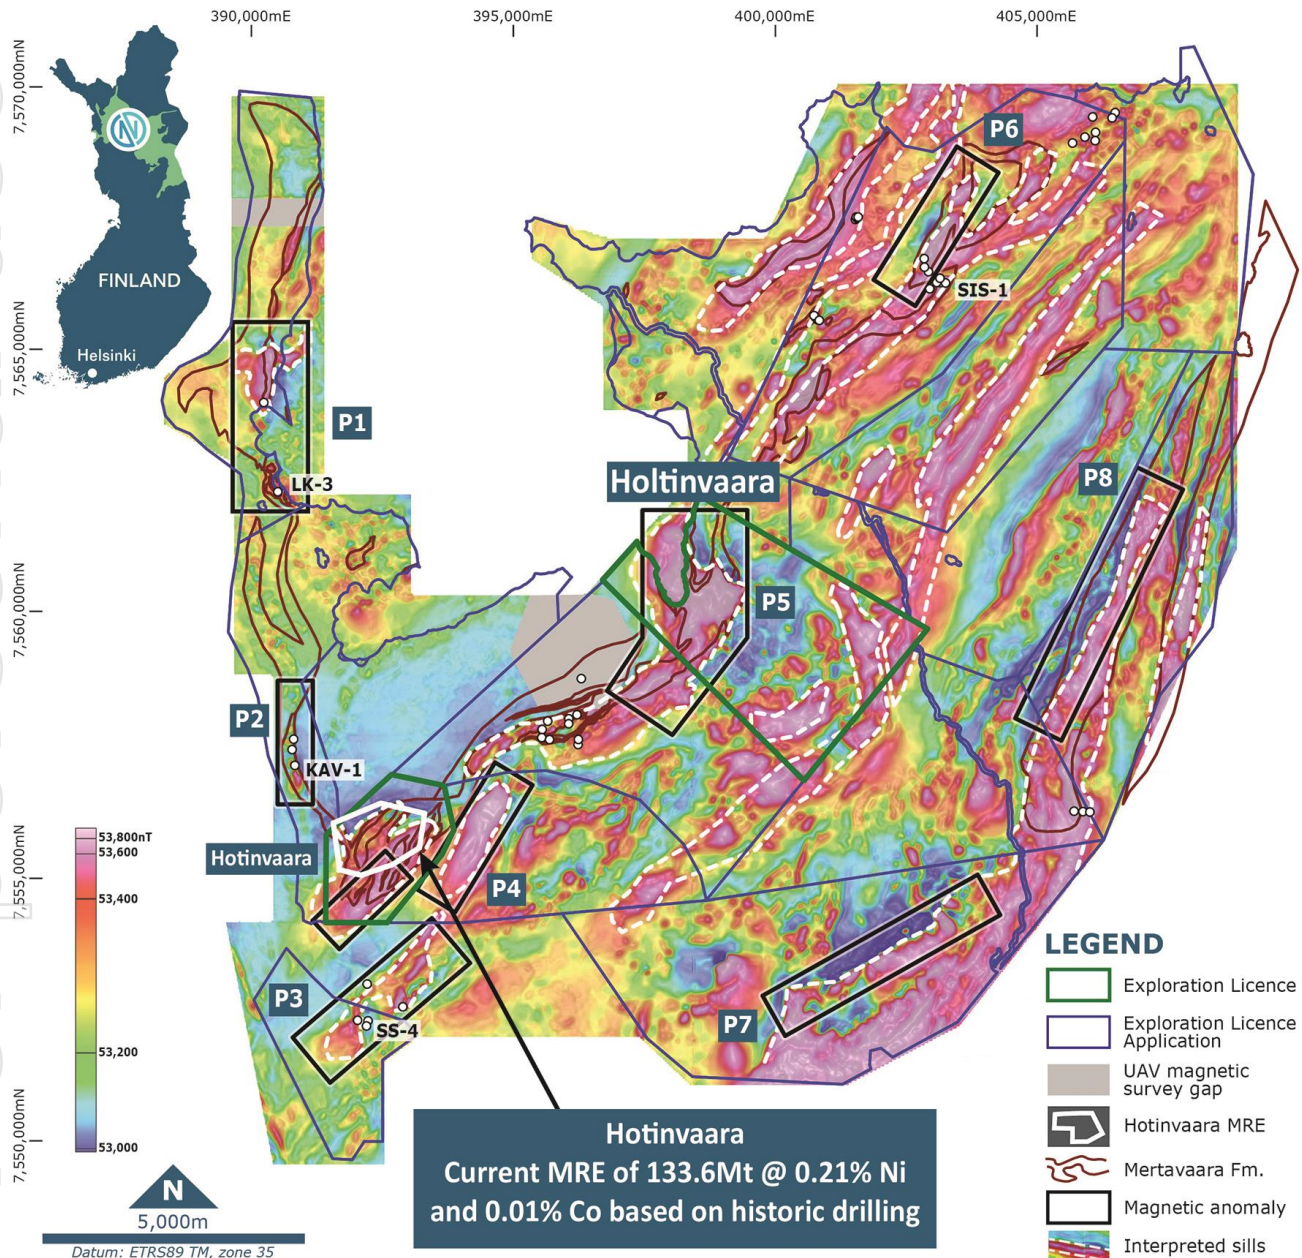 390,000mE
395,000mE
400,000mE
405,000mE
7,570,000mN
7,565,000mN
7,560,000mN
7,555,000mN
7,550,000mN
FINLAND
Helsinki
P6
SIS-1
P1
LK-3
P8
Holtinvaara
P5
P2
KAV-1
Hotinvaara
P4
P3
SS-4
P7
53,800nT
53,600
53,400
53,200
53,000
N
5,000m
Datum: ETRS89 TM, zone 35
Hotinvaara
Current MRE of 133.6Mt @ 0.21% Ni
and 0.01% Co based on historic drilling
LEGEND
Exploration Licence
Exploration Licence
Application
UAV magnetic
survey gap
Hotinvaara MRE
Mertavaara Fm.
Magnetic anomaly
Interpreted sills